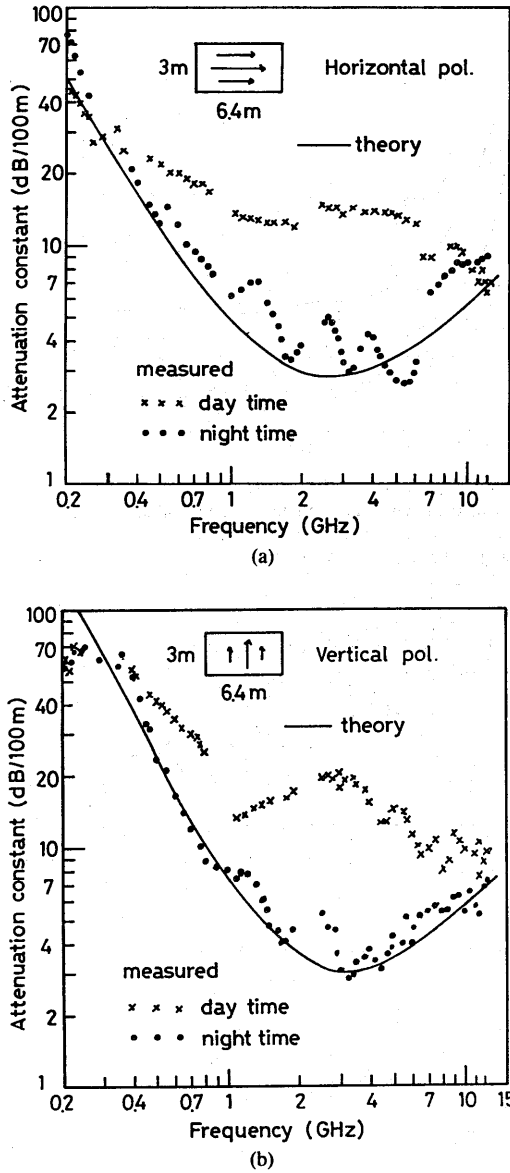 100
70
40
20
10
7
4
2
1
Attenuation constant (dB/100m)
3m
6.4m
Horizontal pol.
theory
measured
××× day time
••• night time
0.2 0.4 0.7 1 2 4 7 10
Frequency (GHz)
(a)
100
70
40
20
10
7
4
2
1
Attenuation constant (dB/100m)
3m
6.4m
Vertical pol.
theory
measured
× × × day time
• • • night time
0.2 0.4 0.7 1 2 4 7 10 15
Frequency (GHz)
(b)